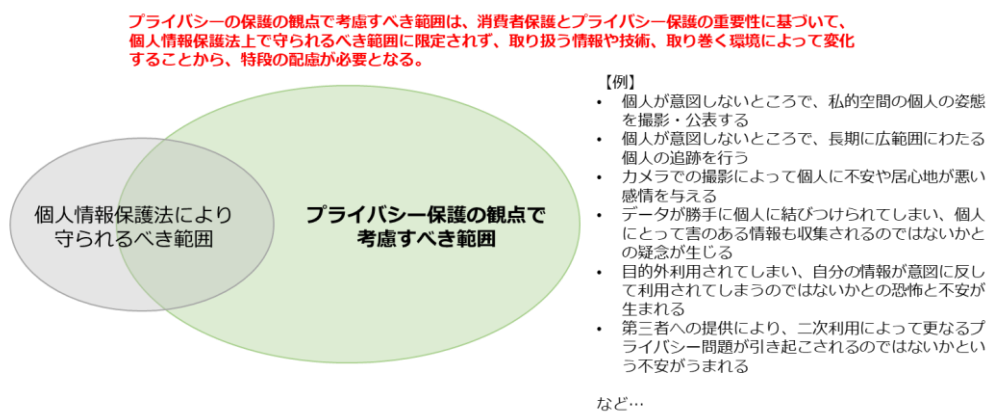 プライバシーの保護の観点で考慮すべき範囲は、消費者保護とプライバシー保護の重要性に基づいて、
個人情報保護法上で守られるべき範囲に限定されず、取り扱う情報や技術、取り巻く環境によって変化
することから、特段の配慮が必要となる。
個人情報保護法により
守られるべき範囲
プライバシー保護の観点で
考慮すべき範囲
【例】
• 個人が意図しないところで、私的空間の個人の姿態
を撮影・公表する
• 個人が意図しないところで、長期に広範囲にわたる
個人の追跡を行う
• カメラでの撮影によって個人に不安や居心地が悪い
感情を与える
• データが勝手に個人に結びつけられてしまい、個人
にとって害のある情報も収集されるのではないかと
の疑念が生じる
• 目的外利用されてしまい、自分の情報が意図に反し
て利用されてしまうのではないかとの恐怖と不安が
生まれる
• 第三者への提供により、二次利用によって更なるプ
ライバシー問題が引き起こされるのではないかとい
う不安がうまれる
など…